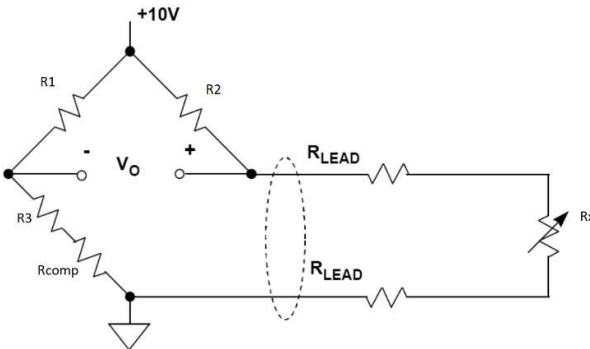 +10V
R1
R2
- VO +
RLEAD
R3
Rx
Rcomp
RLEAD